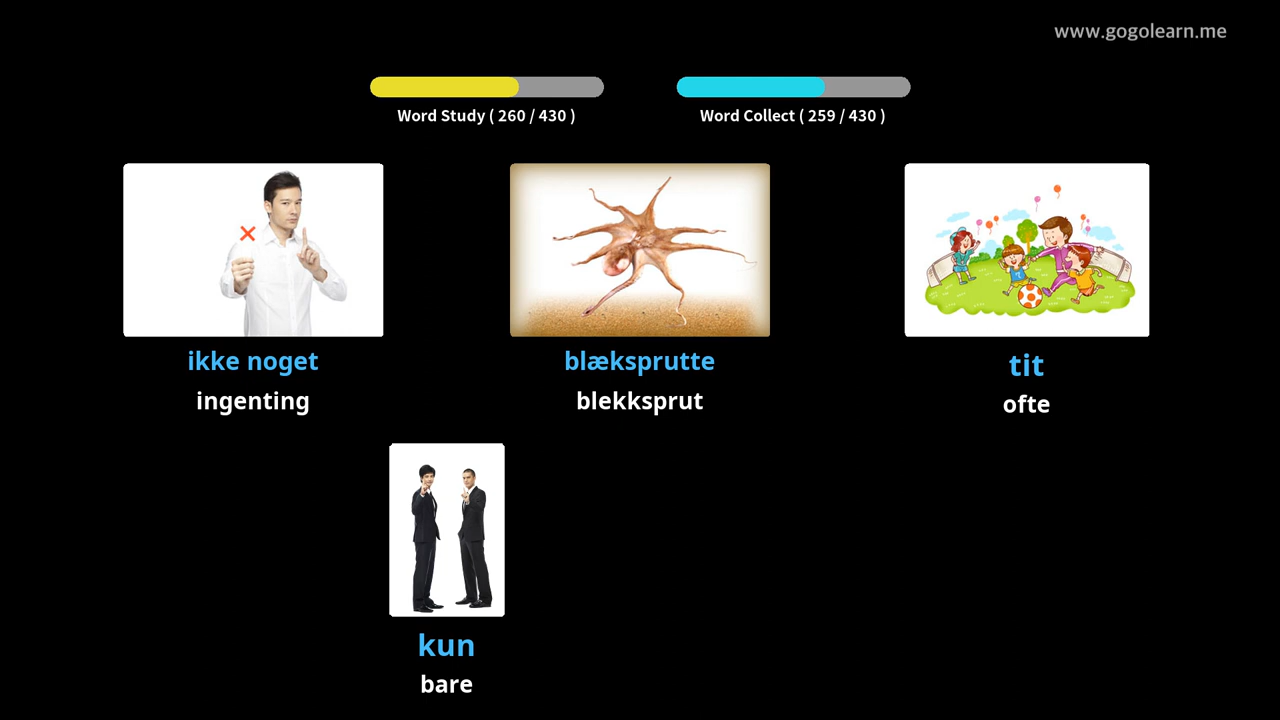 www.gogolearn.me
Word Study ( 260 / 430 )
Word Collect ( 259 / 430 )
ikke noget
ingenting
blæksprutte
blekksprut
tit
ofte
kun
bare